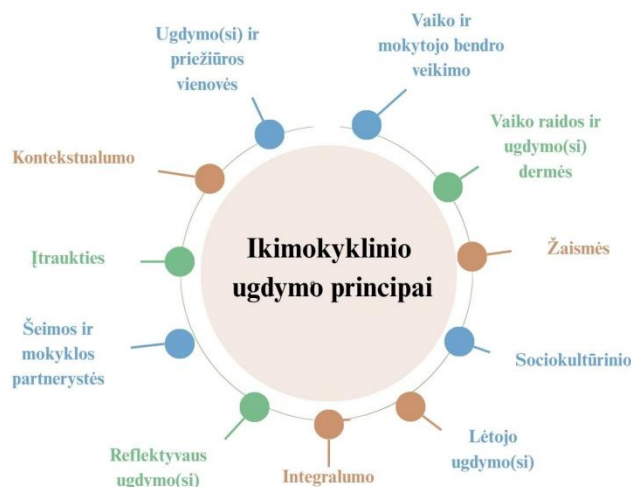 Ugdymo(si) ir
priežiūros
vienovės
Vaiko ir
mokytojo bendro
veikimo
Vaiko raidos ir
ugdymo(si)
dermės
Kontekstualumo
Žaismės
Įtraukties
Ikimokyklinio
ugdymo principai
Šeimos ir
mokyklos
partnerystės
Sociokultūrinio
Reflektyvaus
ugdymo(si)
Integralumo
Lėtojo
ugdymo(si)